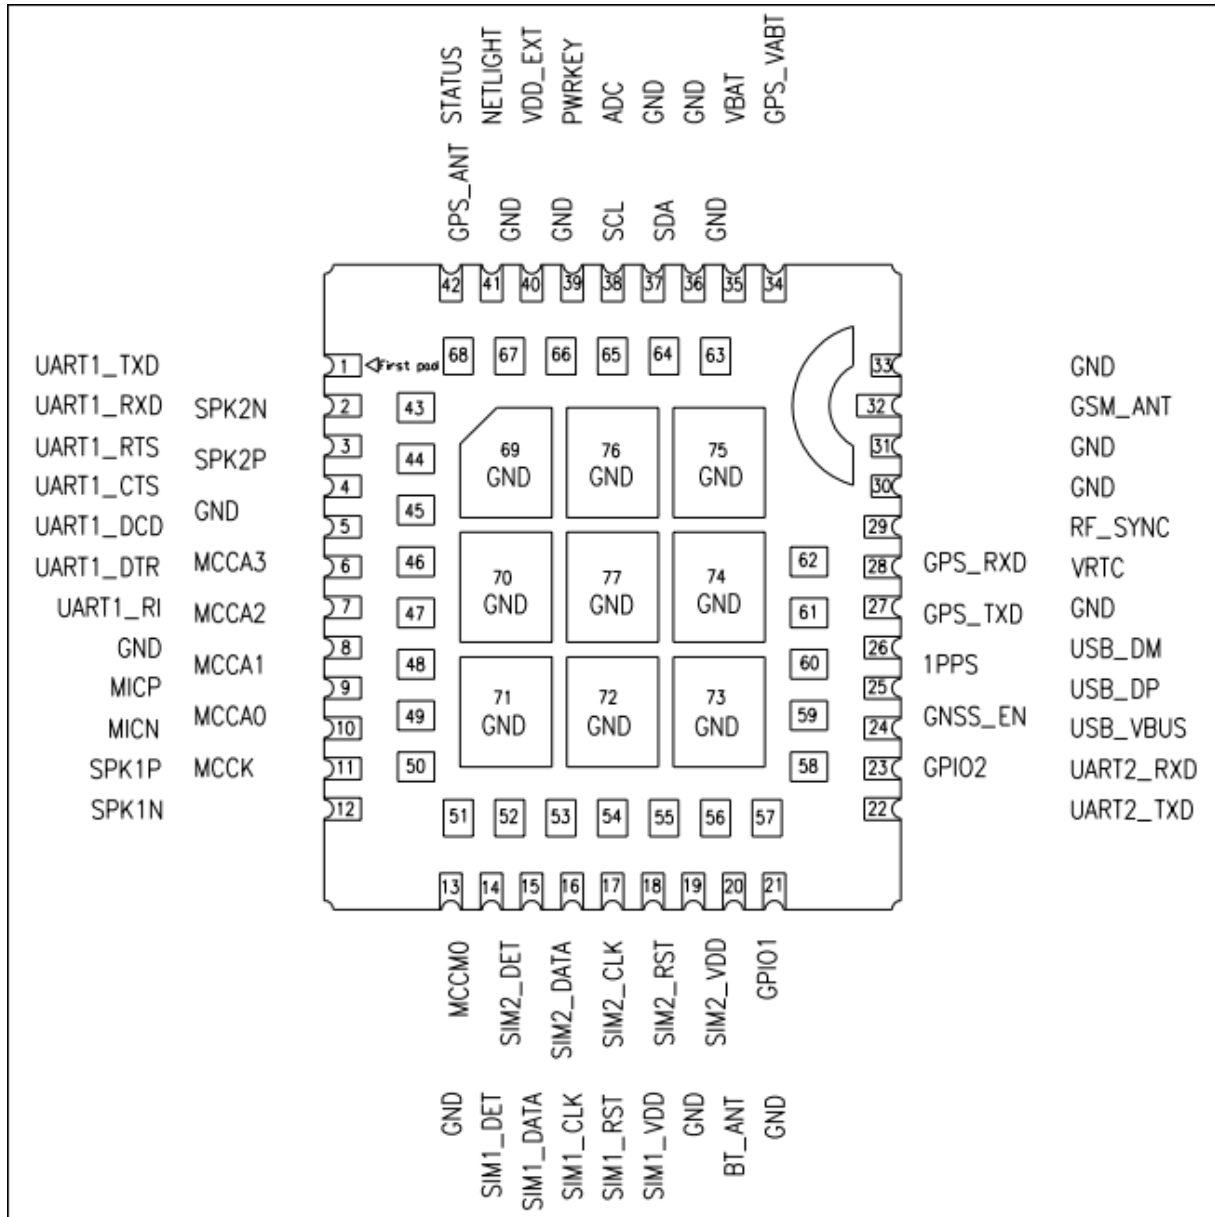 STATUS
NETLIGHT
VDD_EXT
PWRKEY
ADC
GND
GND
VBAT
GPS_VABT
GPS_ANT
GND
GND
SCL
SDA
GND
42 41 40 39 38 37 36 35 34
68 67 66 65 64 63
UART1_TXD
UART1_RXD
UART1_RTS
UART1_CTS
UART1_DCD
UART1_DTR
UART1_RI
GND
MICP
MICN
SPK1P
SPK1N
SPK2N
SPK2P
GND
MCCA3
MCCA2
MCCA1
MCCA0
MCCK
1
2
3
4
5
6
7
8
9
10
11
12
First pad
43
44
45
46
47
48
49
50
69
GND
76
GND
75
GND
70
GND
77
GND
74
GND
71
GND
72
GND
73
GND
62
61
60
59
58
33
32
31
30
29
28
27
26
25
24
23
22
GPS_RXD
GPS_TXD
1PPS
GNSS_EN
GPIO2
GND
GSM_ANT
GND
GND
RF_SYNC
VRTC
GND
USB_DM
USB_DP
USB_VBUS
UART2_RXD
UART2_TXD
51 52 53 54 55 56 57
13 14 15 16 17 18 19 20 21
MCCM0
SIM2_DET
SIM2_DATA
SIM2_CLK
SIM2_RST
SIM2_VDD
GPIO1
GND
SIM1_DET
SIM1_DATA
SIM1_CLK
SIM1_RST
SIM1_VDD
GND
BT_ANT
GND